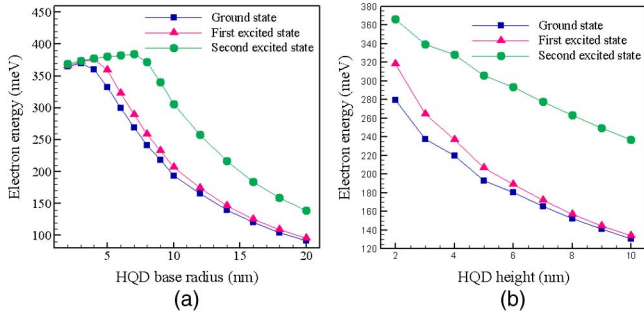 450
400
350
300
250
200
150
100
5
10
15
20
Electron energy (meV)
HQD base radius (nm)
Ground state
First excited state
Second excited state
(a)
380
360
340
320
300
280
260
240
220
200
180
160
140
120
2
4
6
8
10
Electron energy (meV)
HQD height (nm)
Ground state
First excited state
Second excited state
(b)